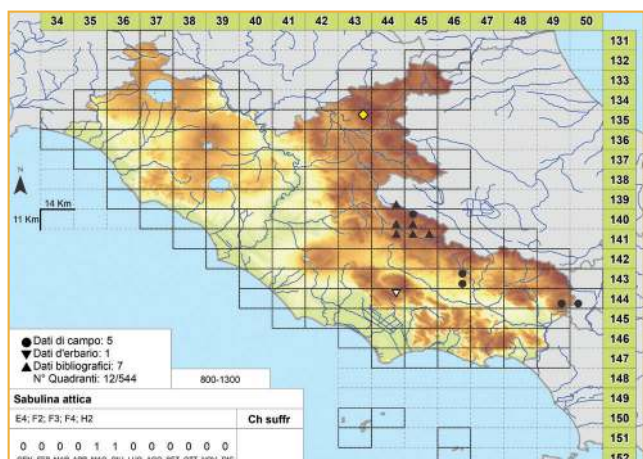 34 35 36 37 38 39 40 41 42 43 44 45 46 47 48 49 50
131
132
133
134
135
136
137
138
139
140
141
142
143
144
145
146
147
148
149
150
151
152
N
14 Km
11 Km
Dati di campo: 5
Dati d'erbario: 1
Dati bibliografici: 7
N° Quadranti: 12/544
800-1300
Sabulina attica
E4; F2; F3; F4; H2
Ch suffr
0 0 0 0 1 1 0 0 0 0 0 0